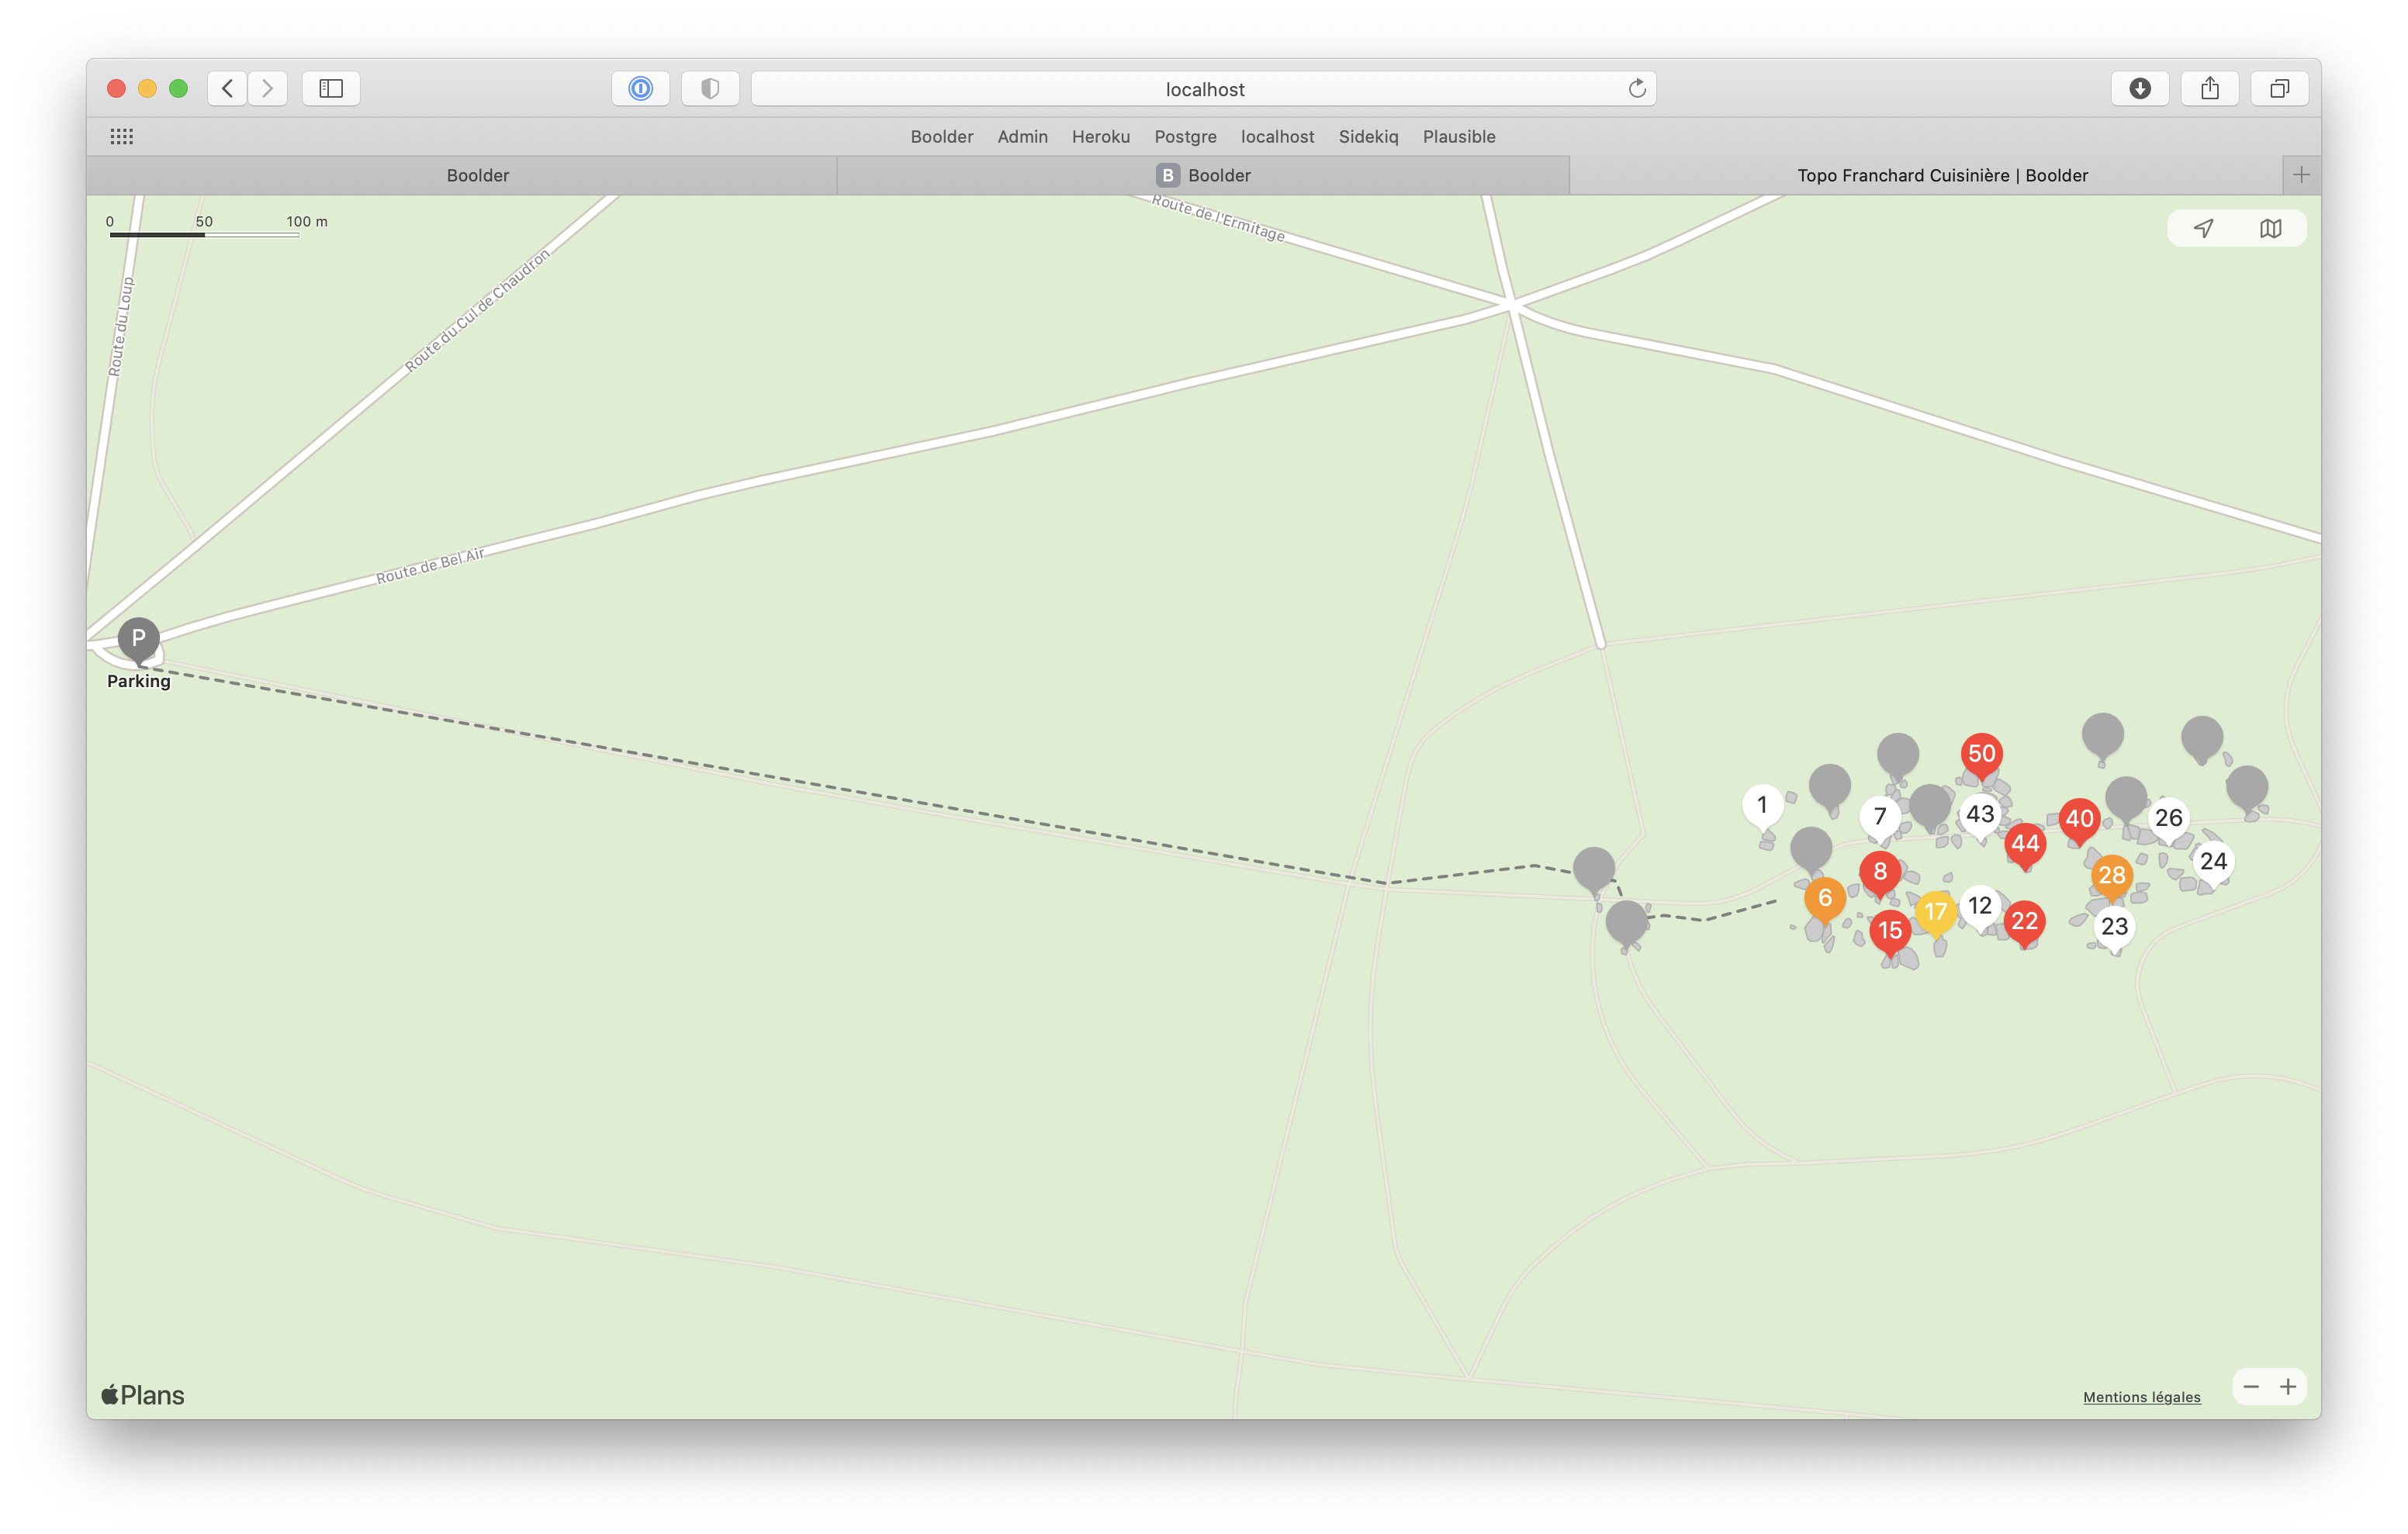 localhost
Boolder Admin Heroku Postgre localhost Sidekiq Plausible
Boolder
B Boolder
Topo Franchard Cuisinière | Boolder
0 50 100 m
Route du Loup
Route du Cul de Chaudron
Route de l'Ermitage
Route de Bel Air
P
Parking
50
1
7
43
40
26
44
8
28
24
6
17
12
15
22
23
Plans
Mentions légales